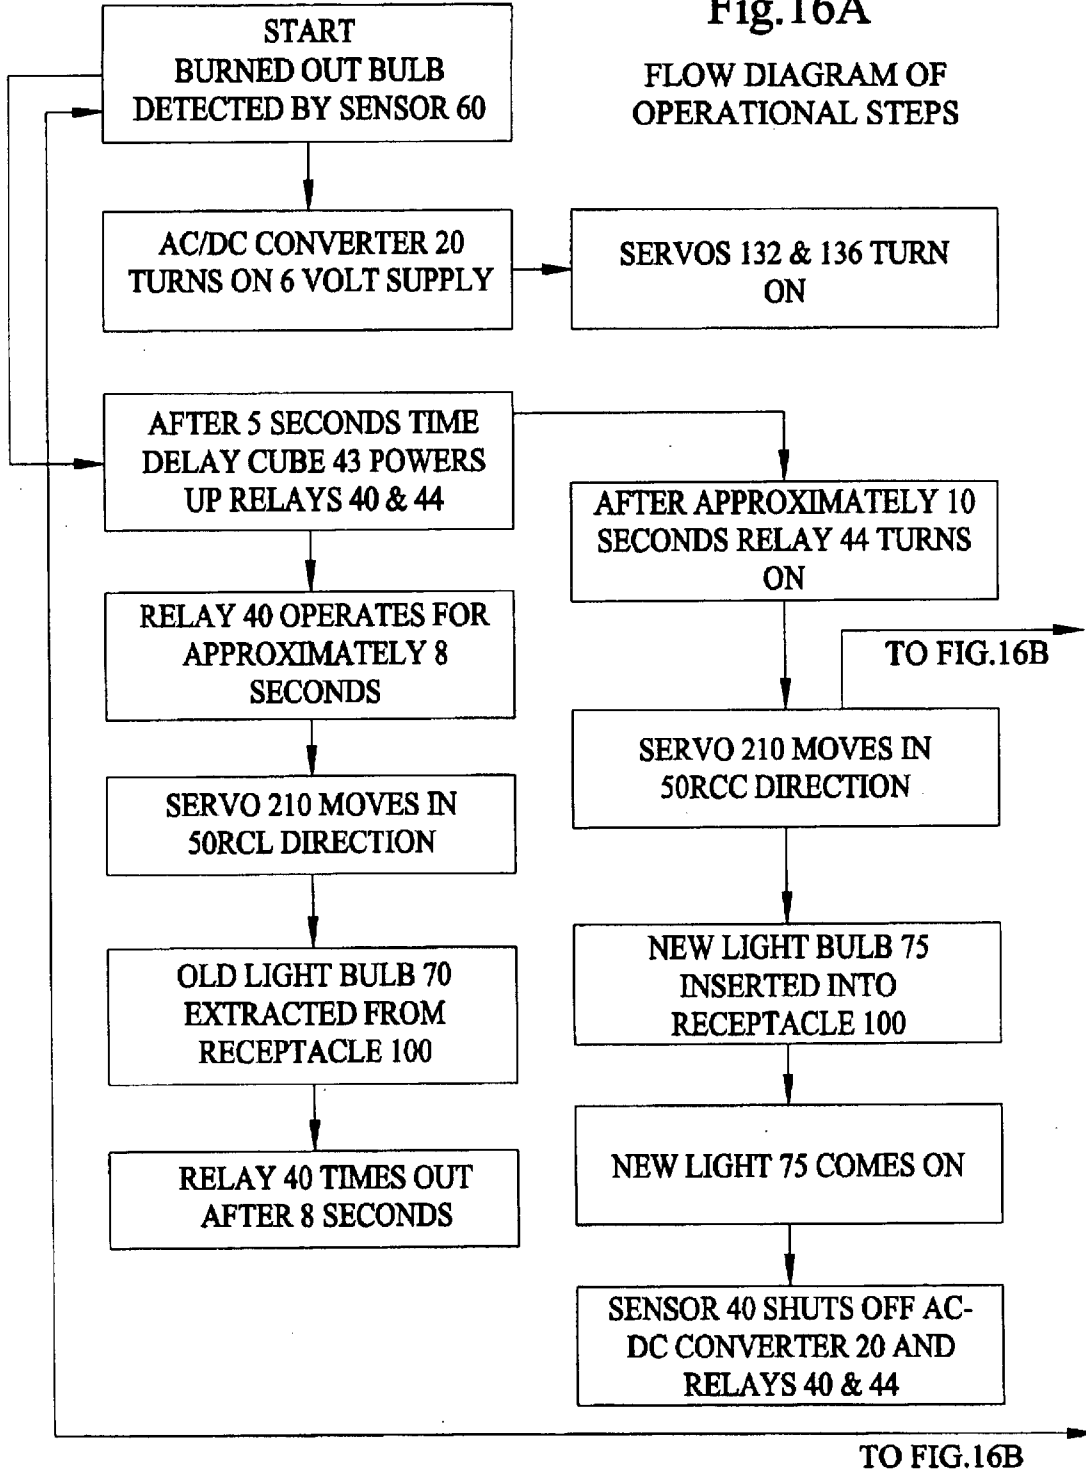 Fig.16A
FLOW DIAGRAM OF
OPERATIONAL STEPS
START
BURNED OUT BULB
DETECTED BY SENSOR 60
AC/DC CONVERTER 20
TURNS ON 6 VOLT SUPPLY
SERVOS 132 & 136 TURN
ON
AFTER 5 SECONDS TIME
DELAY CUBE 43 POWERS
UP RELAYS 40 & 44
RELAY 40 OPERATES FOR
APPROXIMATELY 8
SECONDS
SERVO 210 MOVES IN
50RCL DIRECTION
OLD LIGHT BULB 70
EXTRACTED FROM
RECEPTACLE 100
RELAY 40 TIMES OUT
AFTER 8 SECONDS
AFTER APPROXIMATELY 10
SECONDS RELAY 44 TURNS
ON
TO FIG.16B
SERVO 210 MOVES IN
50RCC DIRECTION
NEW LIGHT BULB 75
INSERTED INTO
RECEPTACLE 100
NEW LIGHT 75 COMES ON
SENSOR 40 SHUTS OFF AC-
DC CONVERTER 20 AND
RELAYS 40 & 44
TO FIG.16B